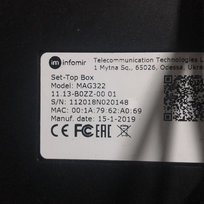 infomir
Telecommunication Technologies L
1 Mytna Sq., 65026, Odessa, Ukra
Set-Top Box
Model: MAG322
11.13-B0ZZ-00 01
S/N: 112018N020148
MAC: 00:1A:79:62:A0:69
Manuf. date: 15-1-2019